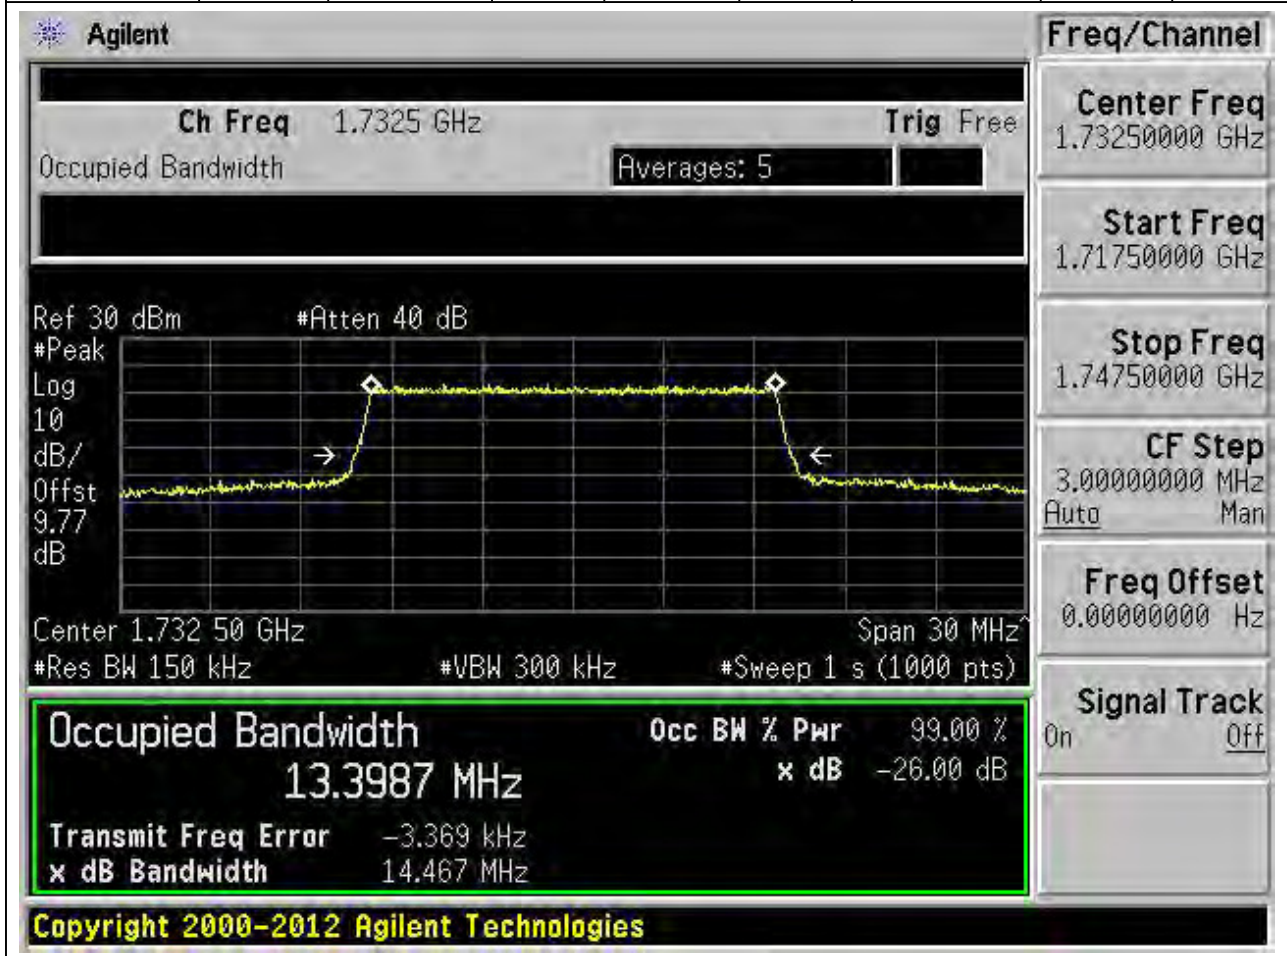 Agilent
Freq/Channel
Ch Freq 1.7325 GHz
Trig Free
Occupied Bandwidth
Averages: 5
Center Freq
1.73250000 GHz
Start Freq
1.71750000 GHz
Stop Freq
1.74750000 GHz
CF Step
3.00000000 MHz
Auto Man
Freq Offset
0.00000000 Hz
Signal Track
On Off
Ref 30 dBm #Atten 40 dB
#Peak
Log
10
dB/
Offst
9.77
dB
Center 1.732 50 GHz Span 30 MHz^
#Res BW 150 kHz #VBW 300 kHz #Sweep 1 s (1000 pts)
Occupied Bandwidth
13.3987 MHz
Occ BW % Pwr 99.00 %
x dB -26.00 dB
Transmit Freq Error -3.369 kHz
x dB Bandwidth 14.467 MHz
Copyright 2000-2012 Agilent Technologies